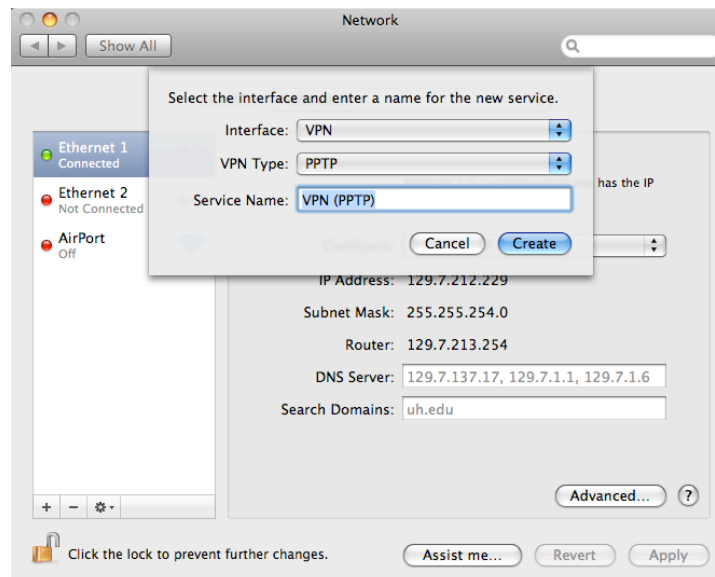 Network
Show All
Select the interface and enter a name for the new service.
Interface: VPN
VPN Type: PPTP
Service Name: VPN (PPTP)
Cancel Create
Ethernet 1
Connected
Ethernet 2
Not Connected
AirPort
Off
has the IP
IP Address: 129.7.212.229
Subnet Mask: 255.255.254.0
Router: 129.7.213.254
DNS Server: 129.7.137.17, 129.7.1.1, 129.7.1.6
Search Domains: uh.edu
Advanced... ?
Click the lock to prevent further changes.
Assist me... Revert Apply